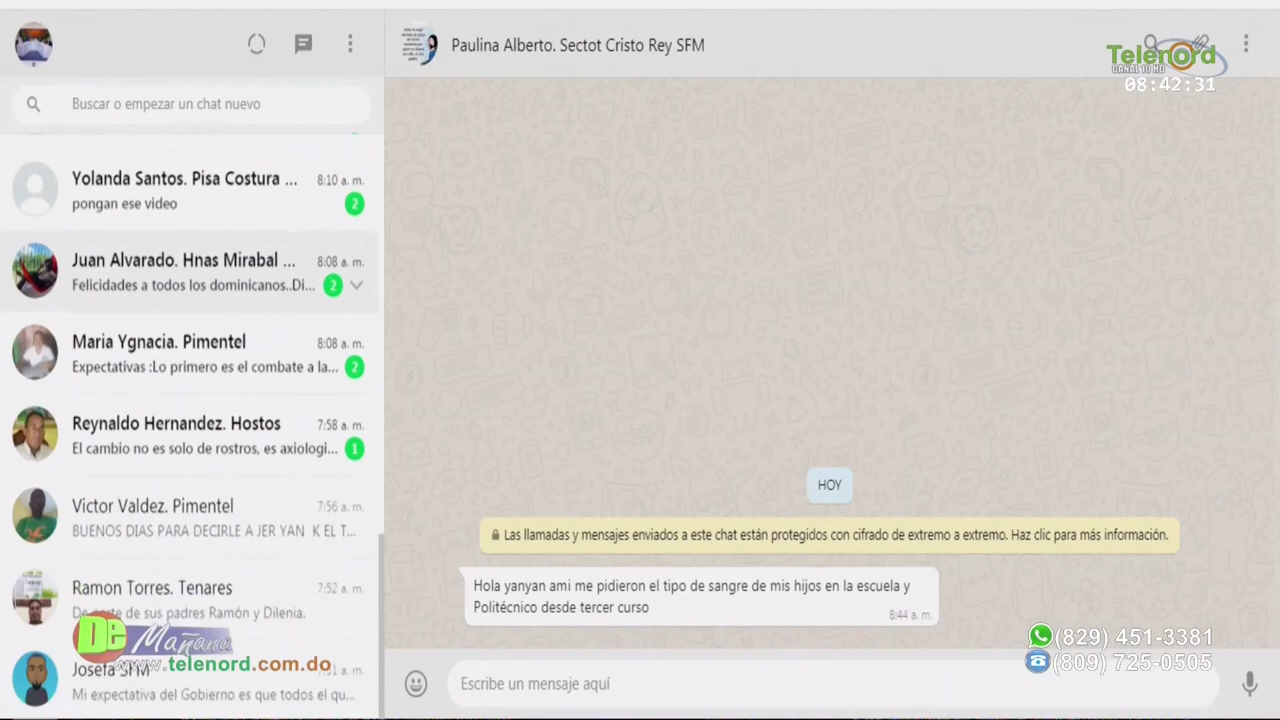 Paulina Alberto. Sectot Cristo Rey SFM
Telenord
CANAL 10 HD
08:42:31
Buscar o empezar un chat nuevo
Yolanda Santos. Pisa Costura ...
8:10 a. m.
pongan ese video
2
Juan Alvarado. Hnas Mirabal ...
8:08 a. m.
Felicidades a todos los dominicanos..Di...
2
Maria Ygnacia. Pimentel
8:08 a. m.
Expectativas :Lo primero es el combate a la...
2
Reynaldo Hernandez. Hostos
7:58 a. m.
El cambio no es solo de rostros, es axiologi...
1
Victor Valdez. Pimentel
7:56 a. m.
BUENOS DIAS PARA DECIRLE A JER YAN K EL T...
Ramon Torres. Tenares
7:52 a. m.
De parte de sus padres Ramón y Dilenia.
De Mañana
www.telenord.com.do
Josefa SFM
a. m.
Mi expectativa del Gobierno es que todos el qu...
HOY
Las llamadas y mensajes enviados a este chat están protegidos con cifrado de extremo a extremo. Haz clic para más información.
Hola yanyan ami me pidieron el tipo de sangre de mis hijos en la escuela y
Politécnico desde tercer curso
8:44 a. m.
(829) 451-3381
(809) 725-0505
Escribe un mensaje aquí